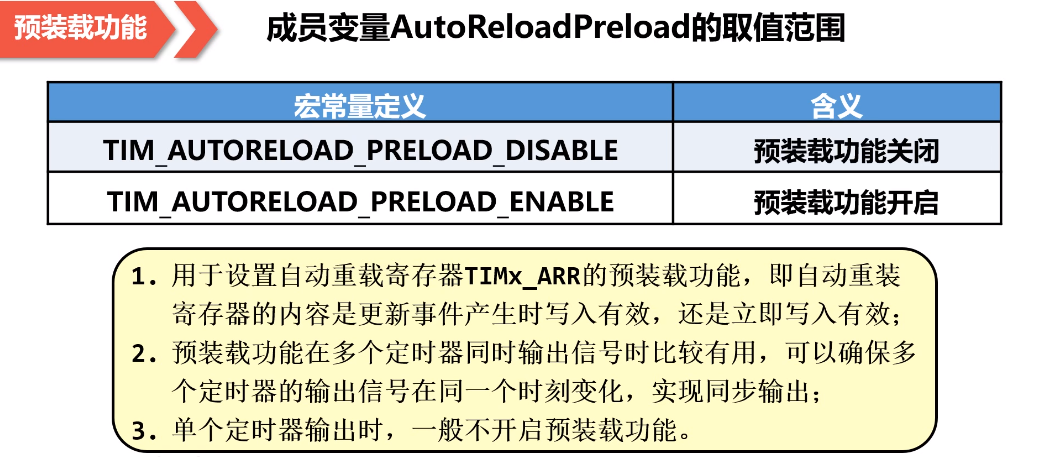 预装载功能
成员变量AutoReloadPreload的取值范围
宏常量定义 含义
TIM_AUTORELOAD_PRELOAD_DISABLE 预装载功能关闭
TIM_AUTORELOAD_PRELOAD_ENABLE 预装载功能开启
1. 用于设置自动重载寄存器TIMx_ARR的预装载功能，即自动重装
寄存器的内容是更新事件产生时写入有效，还是立即写入有效；
2. 预装载功能在多个定时器同时输出信号时比较有用，可以确保多
个定时器的输出信号在同一个时刻变化，实现同步输出；
3. 单个定时器输出时，一般不开启预装载功能。